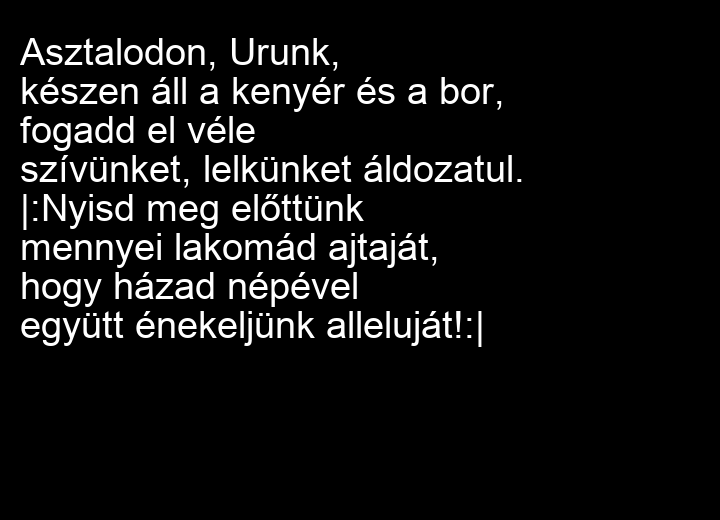 Asztalodon, Urunk,
készen áll a kenyér és a bor,
fogadd el véle
szívünket, lelkünket áldozatul.
|:Nyisd meg előttünk
mennyei lakomád ajtaját,
hogy házad népével
együtt énekeljünk alleluját!:|